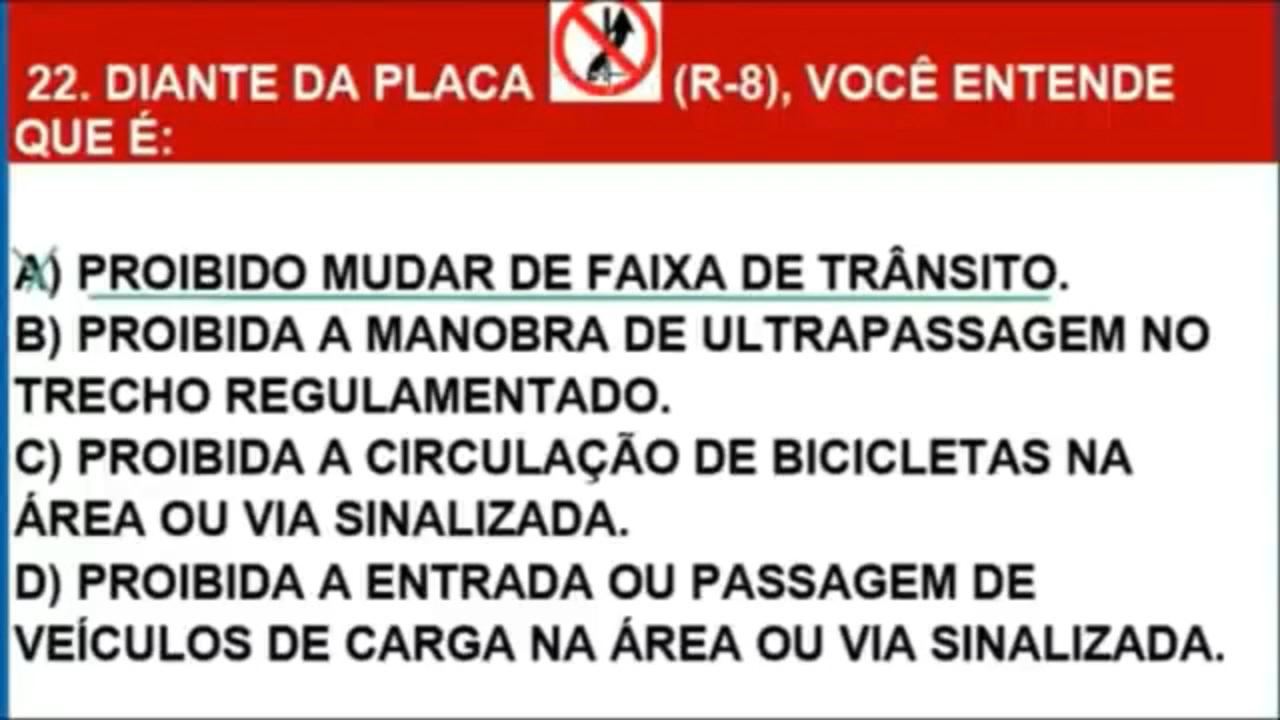 22. DIANTE DA PLACA (R-8), VOCÊ ENTENDE
QUE É:
A) PROIBIDO MUDAR DE FAIXA DE TRÂNSITO.
B) PROIBIDA A MANOBRA DE ULTRAPASSAGEM NO
TRECHO REGULAMENTADO.
C) PROIBIDA A CIRCULAÇÃO DE BICICLETAS NA
ÁREA OU VIA SINALIZADA.
D) PROIBIDA A ENTRADA OU PASSAGEM DE
VEÍCULOS DE CARGA NA ÁREA OU VIA SINALIZADA.